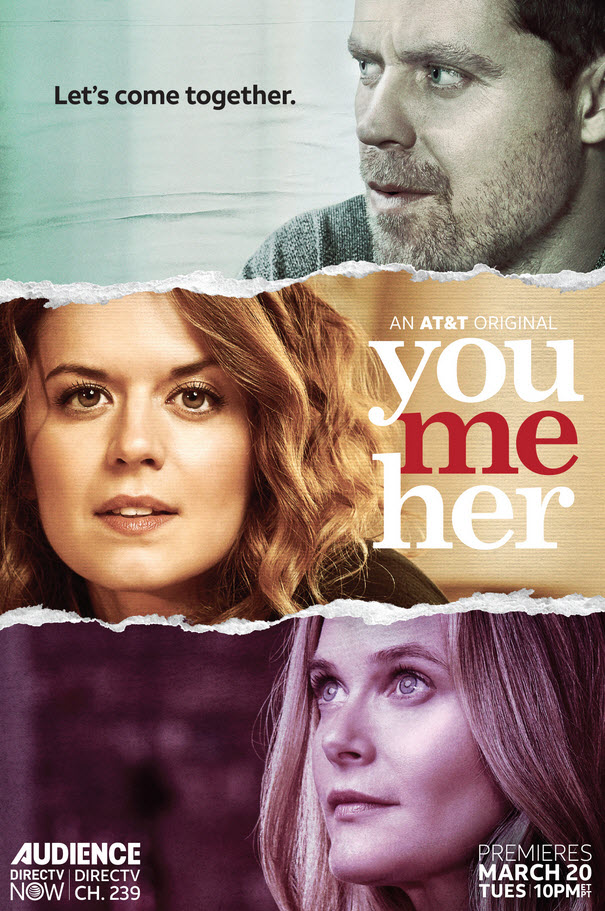 Let's come together.
AN AT&T ORIGINAL
you
me
her
AUDIENCE
DIRECTV NOW | DIRECTV CH. 239
PREMIERES
MARCH 20
TUES | 10PM ET PT